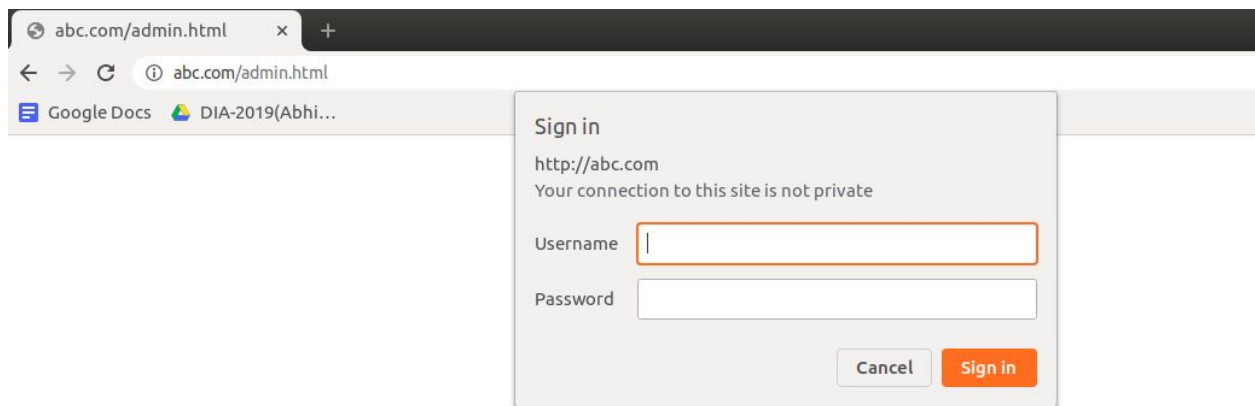 abc.com/admin.html
abc.com/admin.html
Google Docs DIA-2019(Abhi...
Sign in
http://abc.com
Your connection to this site is not private
Username
Password
Cancel Sign in